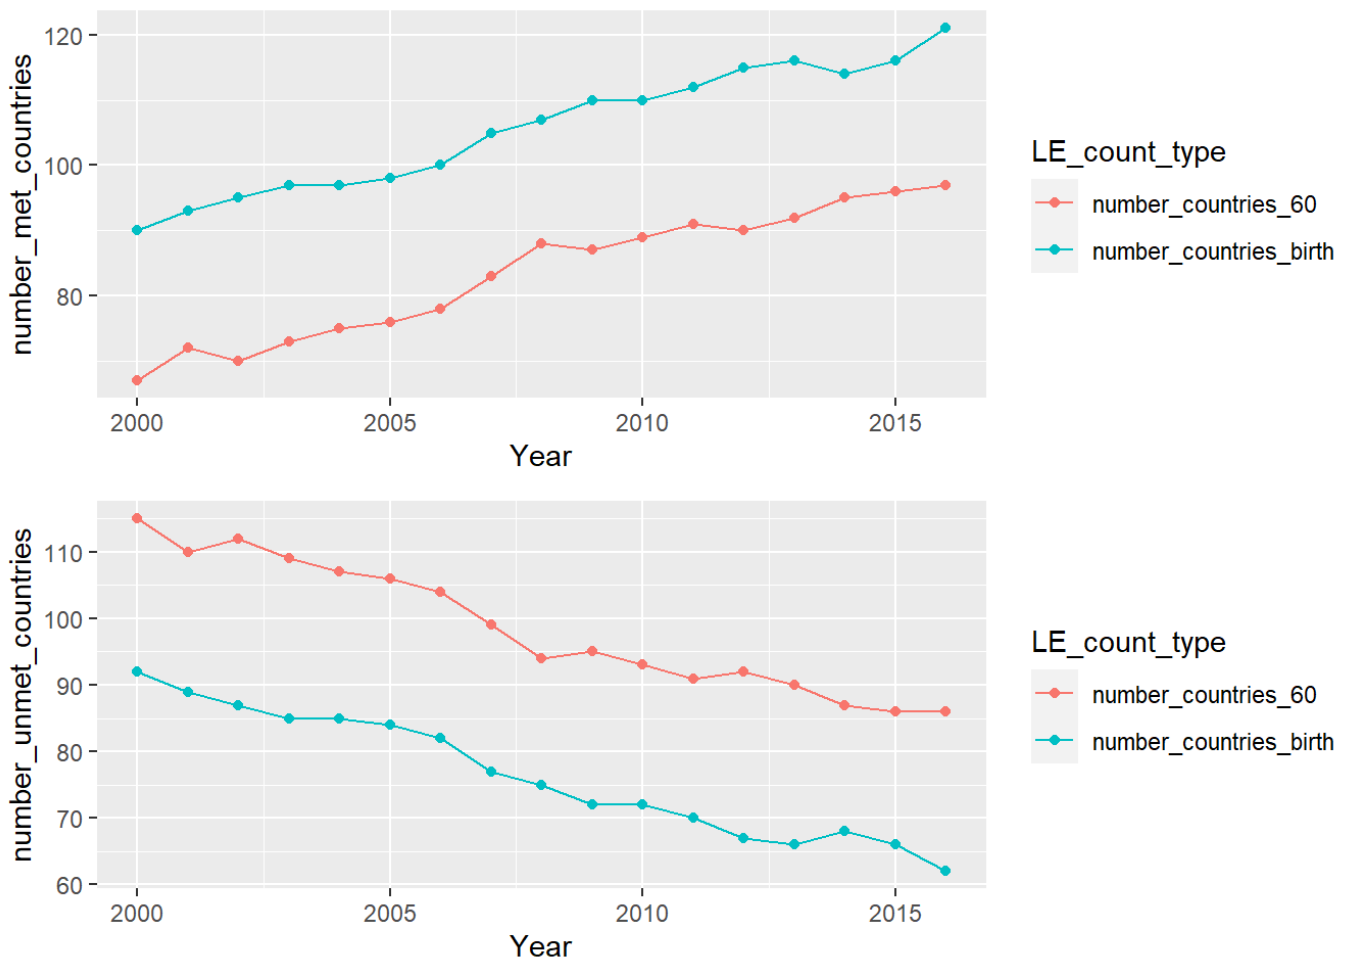 number_met_countries
120
100
80
2000 2005 2010 2015
Year
LE_count_type
number_countries_60
number_countries_birth
number_unmet_countries
110
100
90
80
70
60
2000 2005 2010 2015
Year
LE_count_type
number_countries_60
number_countries_birth